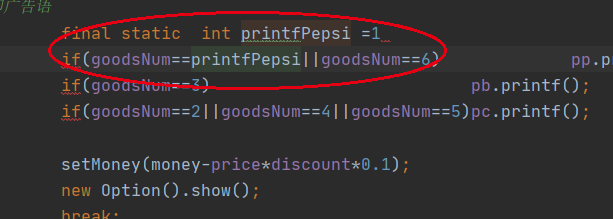 广告语
final static  int printfPepsi =1
if(goodsNum==printfPepsi||goodsNum==6)             pp.p
if(goodsNum==3)                          pb.printf();
if(goodsNum==2||goodsNum==4||goodsNum==5)pc.printf();
setMoney(money-price*discount*0.1);
new Option().show();
break;